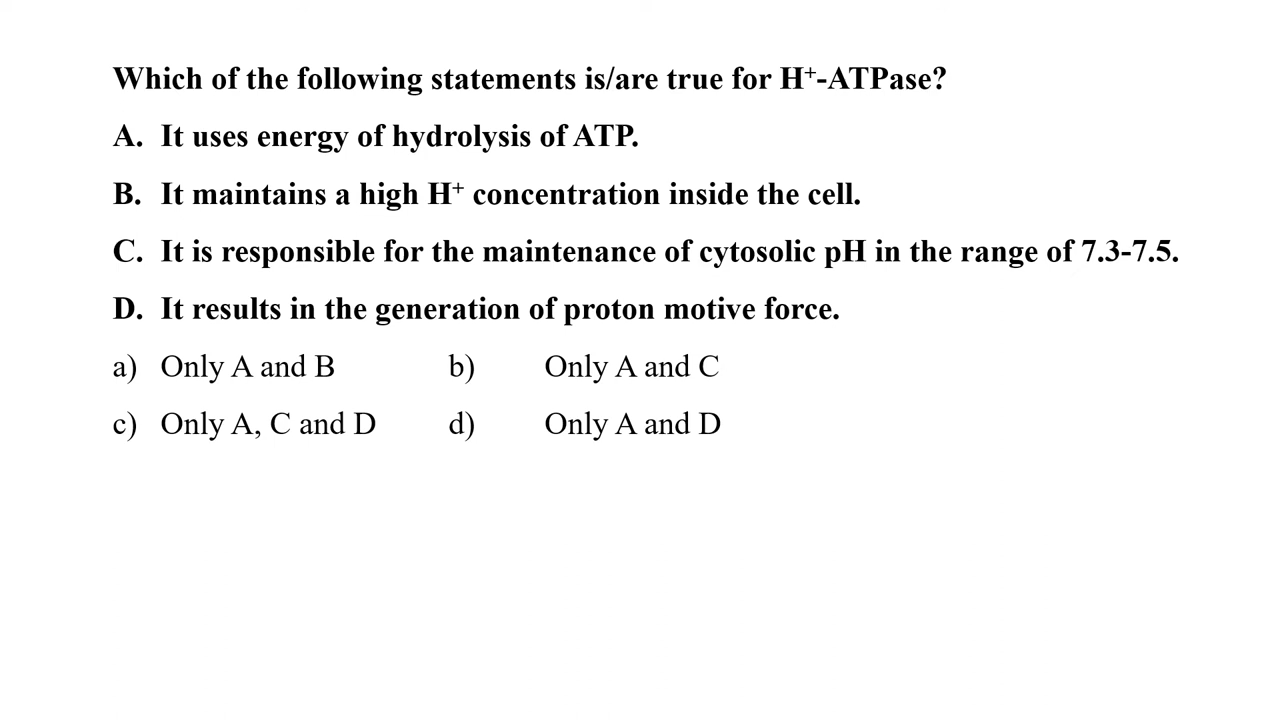 Which of the following statements is/are true for H⁺-ATPase?
A. It uses energy of hydrolysis of ATP.
B. It maintains a high H⁺ concentration inside the cell.
C. It is responsible for the maintenance of cytosolic pH in the range of 7.3-7.5.
D. It results in the generation of proton motive force.
a) Only A and B b) Only A and C
c) Only A, C and D d) Only A and D